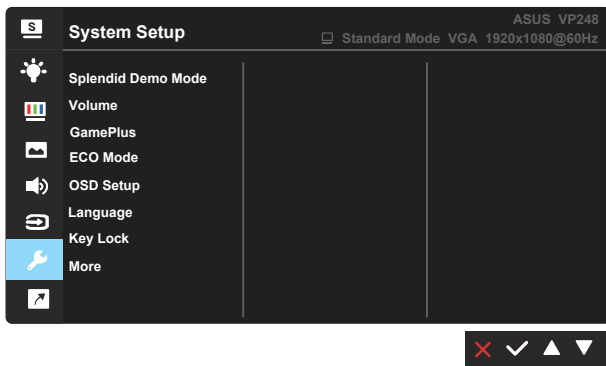 S
System Setup
ASUS VP248
Standard Mode VGA 1920x1080@60Hz
Splendid Demo Mode
Volume
GamePlus
ECO Mode
OSD Setup
Language
Key Lock
More